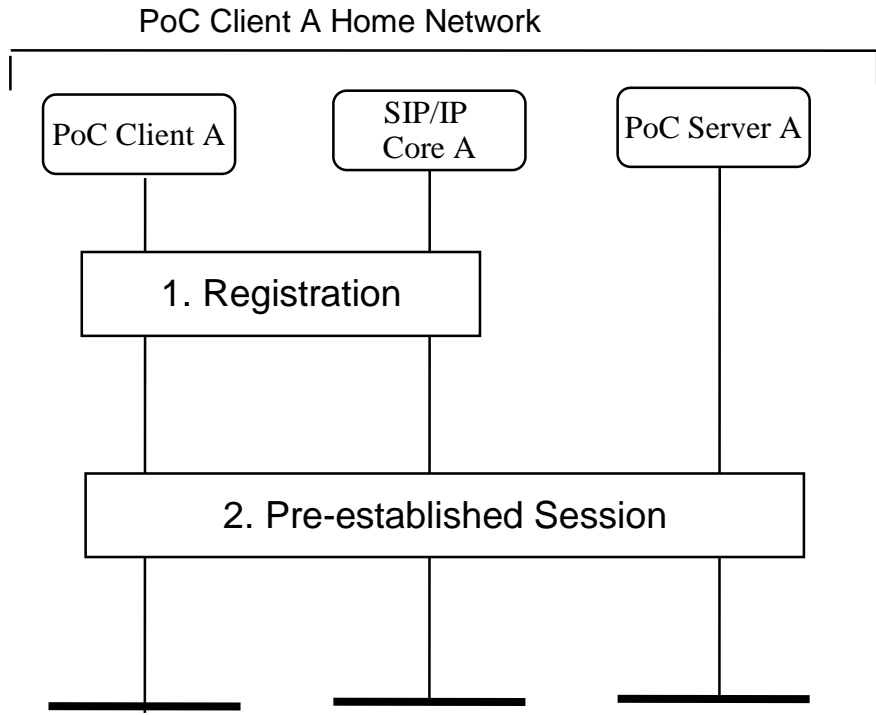 PoC Client A Home Network
PoC Client A
SIP/IP
Core A
PoC Server A
1. Registration
2. Pre-established Session